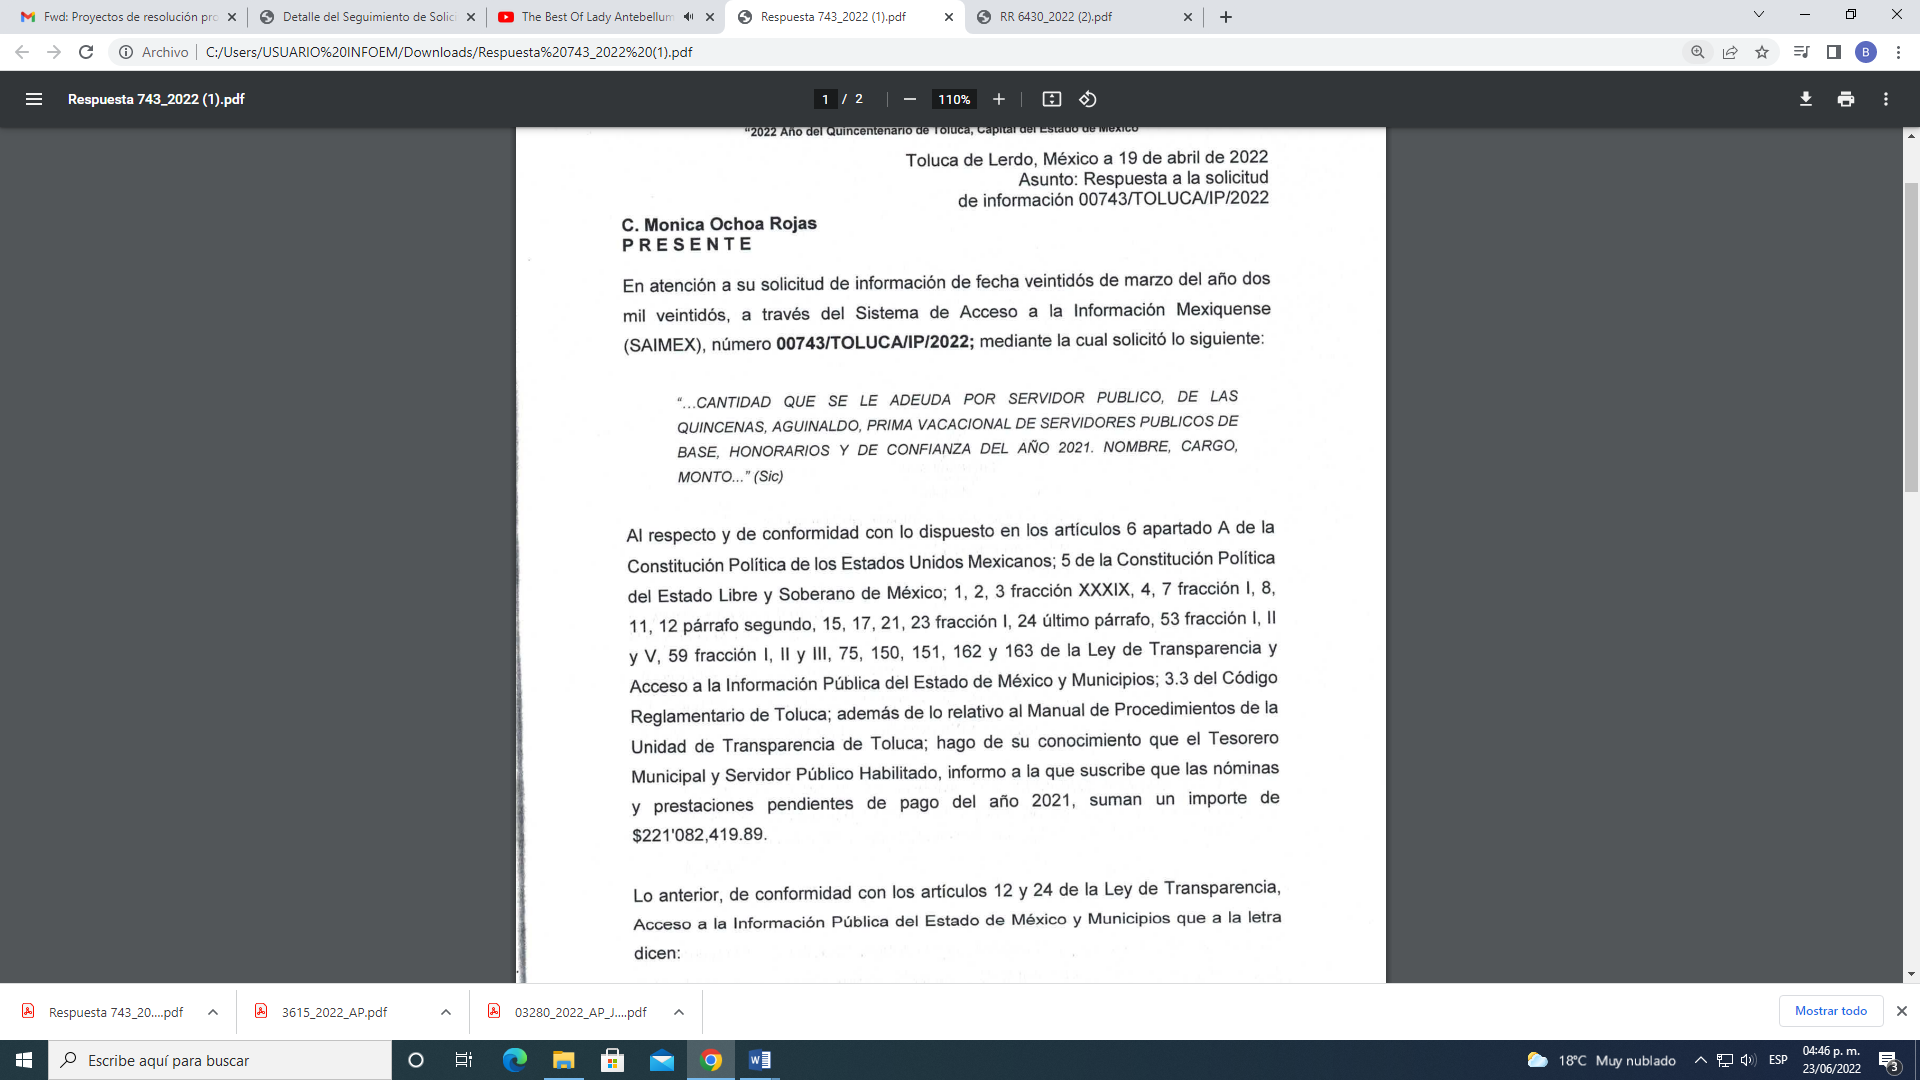 Fwd: Proyectos de resolución pro
Detalle del Seguimiento de Solici
The Best Of Lady Antebellum
Respuesta 743_2022 (1).pdf
RR 6430_2022 (2).pdf
Archivo
C:/Users/USUARIO%20INFOEM/Downloads/Respuesta%20743_2022%20(1).pdf
B
Respuesta 743_2022 (1).pdf
1 / 2
110%
“2022 Año del Quincentenario de Toluca, Capital del Estado de México
Toluca de Lerdo, México a 19 de abril de 2022
Asunto: Respuesta a la solicitud
de información 00743/TOLUCA/IP/2022
C. Monica Ochoa Rojas
P R E S E N T E
En atención a su solicitud de información de fecha veintidós de marzo del año dos
mil veintidós, a través del Sistema de Acceso a la Información Mexiquense
(SAIMEX), número 00743/TOLUCA/IP/2022; mediante la cual solicitó lo siguiente:
“…CANTIDAD QUE SE LE ADEUDA POR SERVIDOR PUBLICO, DE LAS
QUINCENAS, AGUINALDO, PRIMA VACACIONAL DE SERVIDORES PUBLICOS DE
BASE, HONORARIOS Y DE CONFIANZA DEL AÑO 2021. NOMBRE, CARGO,
MONTO...” (Sic)
Al respecto y de conformidad con lo dispuesto en los artículos 6 apartado A de la
Constitución Política de los Estados Unidos Mexicanos; 5 de la Constitución Política
del Estado Libre y Soberano de México; 1, 2, 3 fracción XXXIX, 4, 7 fracción I, 8,
11, 12 párrafo segundo, 15, 17, 21, 23 fracción I, 24 último párrafo, 53 fracción I, II
y V, 59 fracción I, II y III, 75, 150, 151, 162 y 163 de la Ley de Transparencia y
Acceso a la Información Pública del Estado de México y Municipios; 3.3 del Código
Reglamentario de Toluca; además de lo relativo al Manual de Procedimientos de la
Unidad de Transparencia de Toluca; hago de su conocimiento que el Tesorero
Municipal y Servidor Público Habilitado, informo a la que suscribe que las nóminas
y prestaciones pendientes de pago del año 2021, suman un importe de
$221'082,419.89.
Lo anterior, de conformidad con los artículos 12 y 24 de la Ley de Transparencia,
Acceso a la Información Pública del Estado de México y Municipios que a la letra
dicen:
Respuesta 743_20....pdf
3615_2022_AP.pdf
03280_2022_AP_J....pdf
Mostrar todo
Escribe aquí para buscar
18°C Muy nublado
ESP
04:46 p. m.
23/06/2022
3